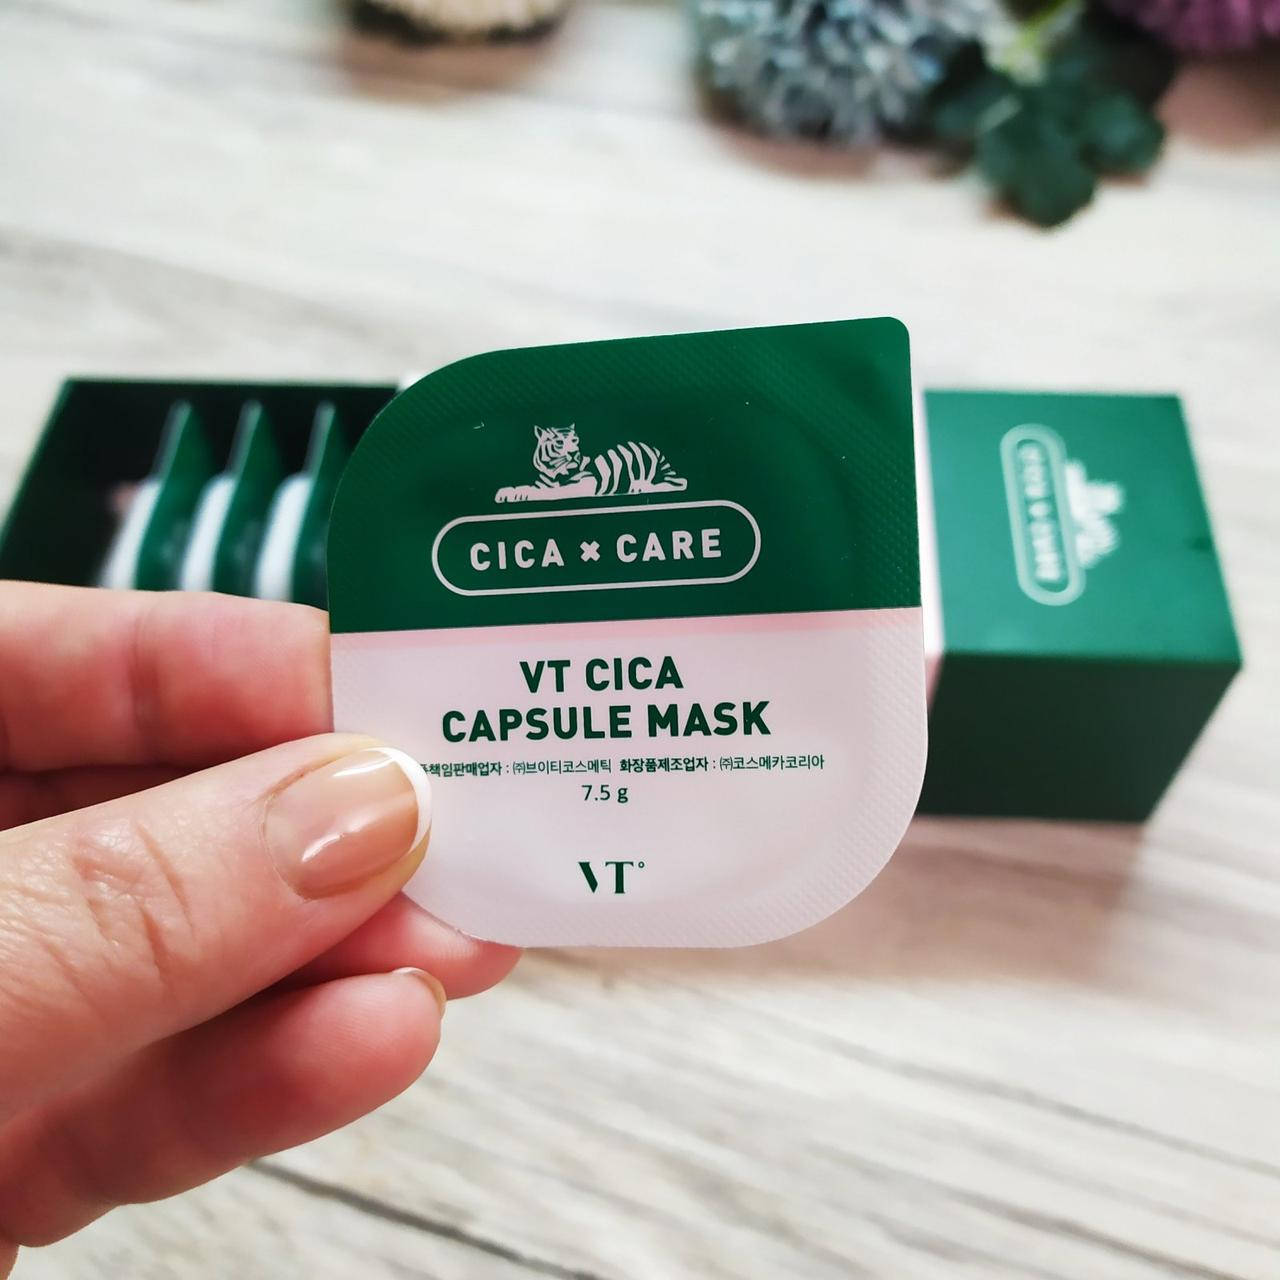 CICA × CARE
VT CICA
CAPSULE MASK
책임판매업자 : ㈜브이티코스메틱 화장품제조업자 : ㈜코스메카코리아
7.5 g
VT
CICA × CARE